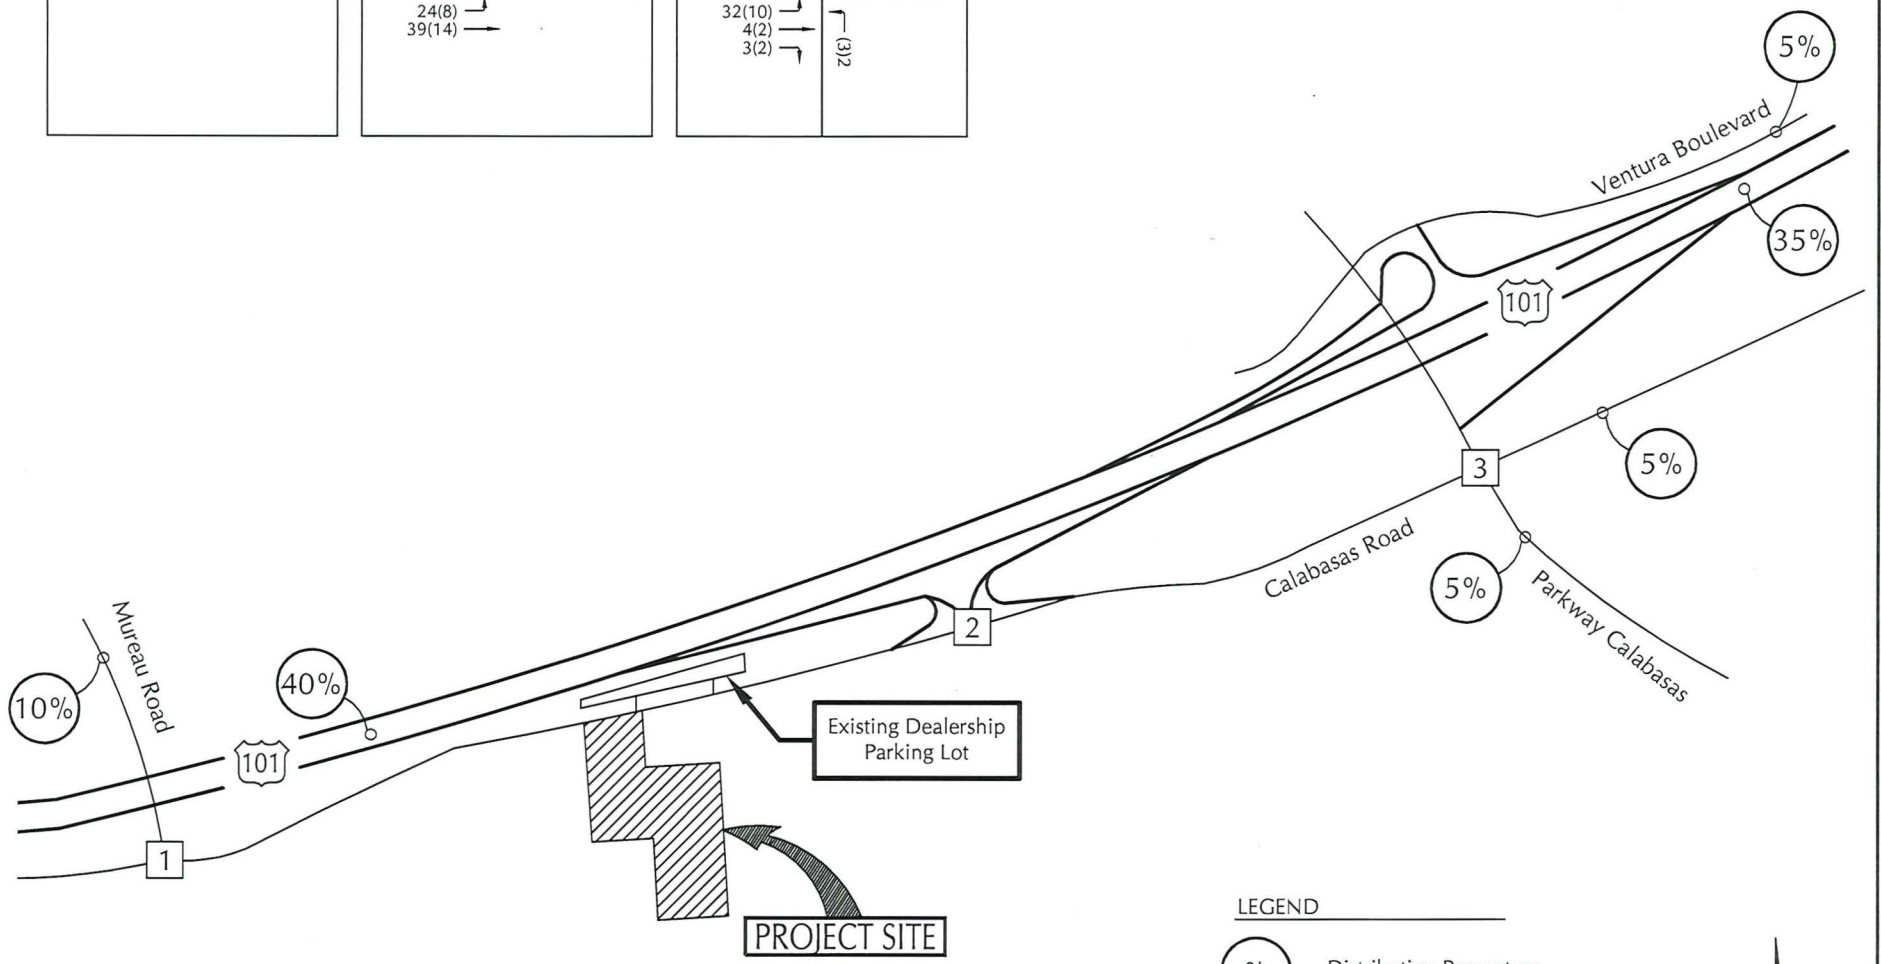 24(8)
39(14)
32(10)
4(2)
3(2)
(3)2
5%
Ventura Boulevard
35%
101
5%
3
Calabasas Road
5%
Parkway Calabasas
2
Mureau Road
10%
40%
101
1
Existing Dealership
Parking Lot
PROJECT SITE
LEGEND
%